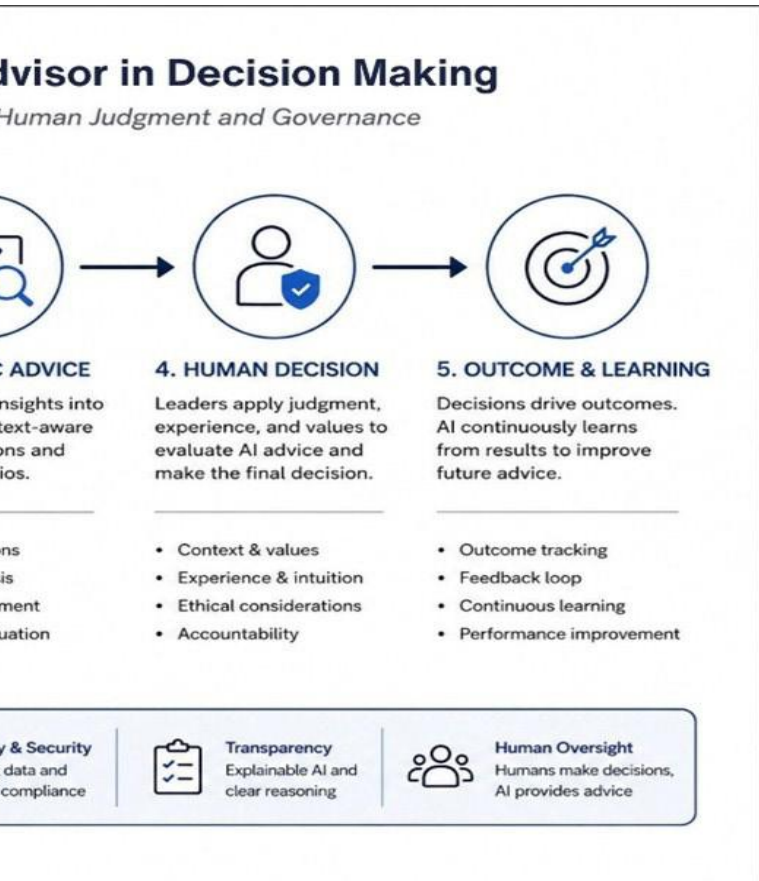 dvisor in Decision Making
Human Judgment and Governance
C ADVICE
nsights into
text-aware
ons and
ios.
ns
is
ment
uation
4. HUMAN DECISION
Leaders apply judgment,
experience, and values to
evaluate AI advice and
make the final decision.
• Context & values
• Experience & intuition
• Ethical considerations
• Accountability
5. OUTCOME & LEARNING
Decisions drive outcomes.
AI continuously learns
from results to improve
future advice.
• Outcome tracking
• Feedback loop
• Continuous learning
• Performance improvement
y & Security
data and
compliance
Transparency
Explainable AI and
clear reasoning
Human Oversight
Humans make decisions,
AI provides advice